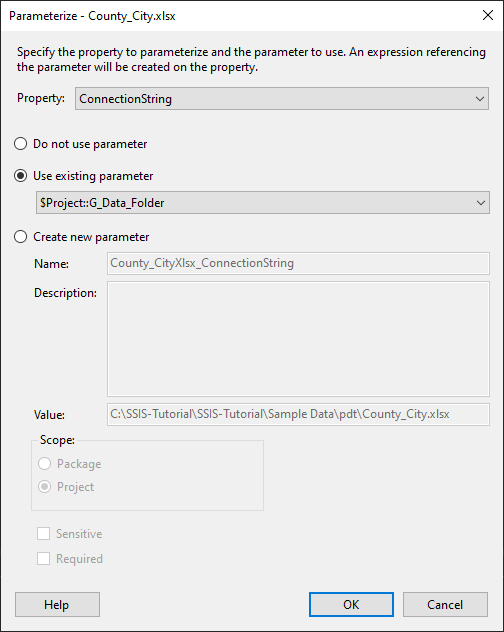 Parameterize - County_City.xlsx
Specify the property to parameterize and the parameter to use. An expression referencing
the parameter will be created on the property.
Property: ConnectionString
Do not use parameter
Use existing parameter
$Project::G_Data_Folder
Create new parameter
Name: County_CityXlsx_ConnectionString
Description:
Value: C:\SSIS-Tutorial\SSIS-Tutorial\Sample Data\pdt\County_City.xlsx
Scope:
Package
Project
Sensitive
Required
Help OK Cancel